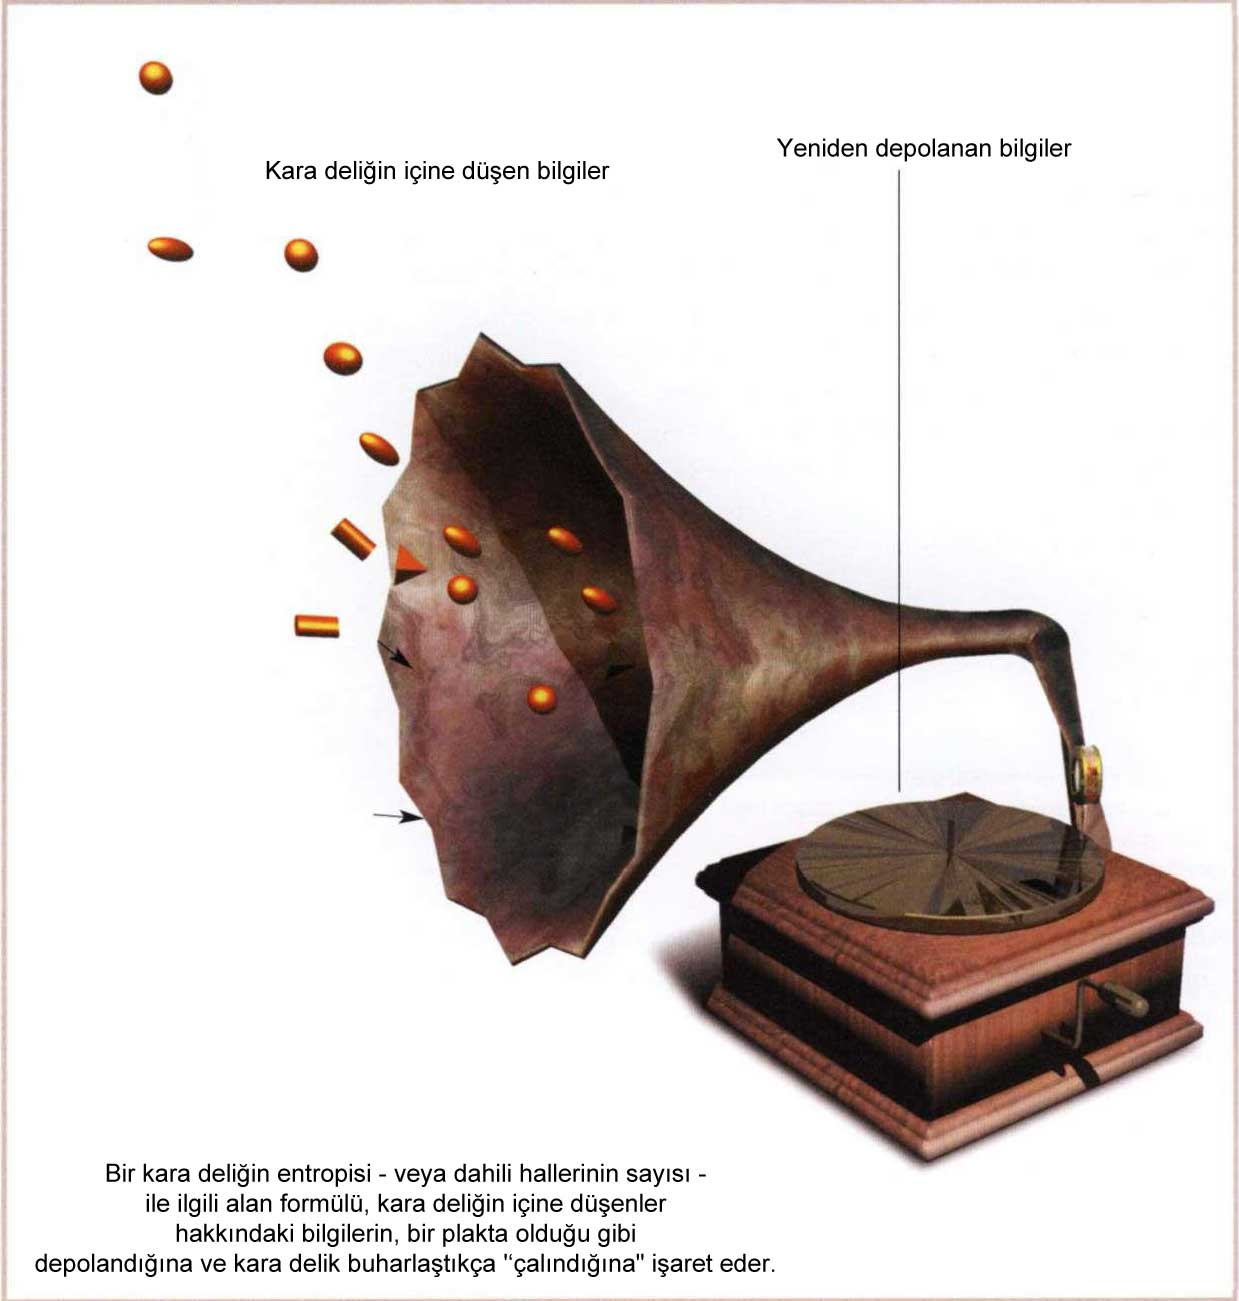 Kara deliğin içine düşen bilgiler
Yeniden depolanan bilgiler
Bir kara deliğin entropisi - veya dahili hallerinin sayısı -
ile ilgili alan formülü, kara deliğin içine düşenler
hakkındaki bilgilerin, bir plakta olduğu gibi
depolandığına ve kara delik buharlaştıkça "‘çalındığına" işaret eder.